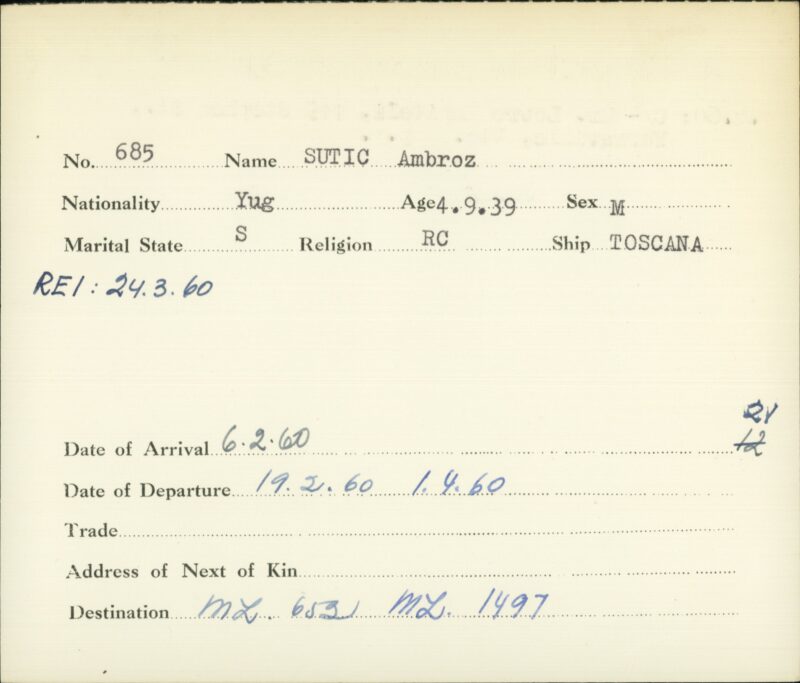 No. 685 Name SUTIC Ambroz
Nationality Yug Age 4.9.39 Sex M
Marital State S Religion RC Ship TOSCANA
REI: 24.3.60
21
12
Date of Arrival 6.2.60
Date of Departure 19.2.60 1.4.60
Trade
Address of Next of Kin
Destination ML. 653 ML. 1497